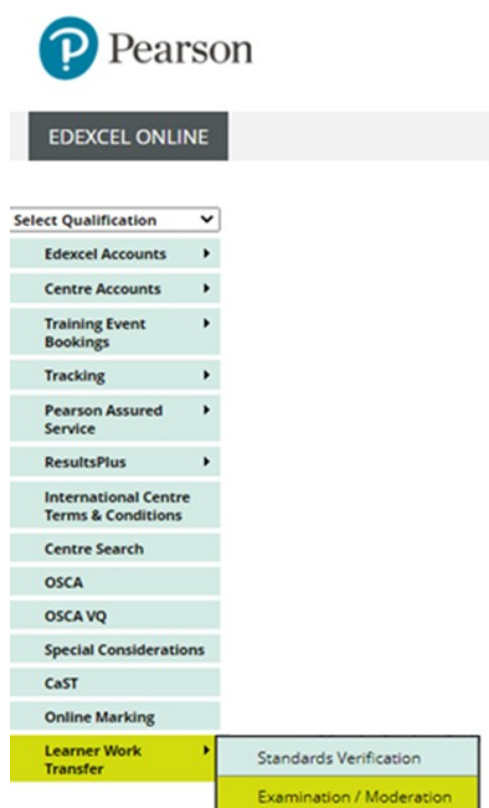 Pearson
EDEXCEL ONLINE
Select Qualification
Edexcel Accounts
Centre Accounts
Training Event
Bookings
Tracking
Pearson Assured
Service
ResultsPlus
International Centre
Terms & Conditions
Centre Search
OSCA
OSCA VQ
Special Considerations
CaST
Online Marking
Learner Work
Transfer
Standards Verification
Examination / Moderation